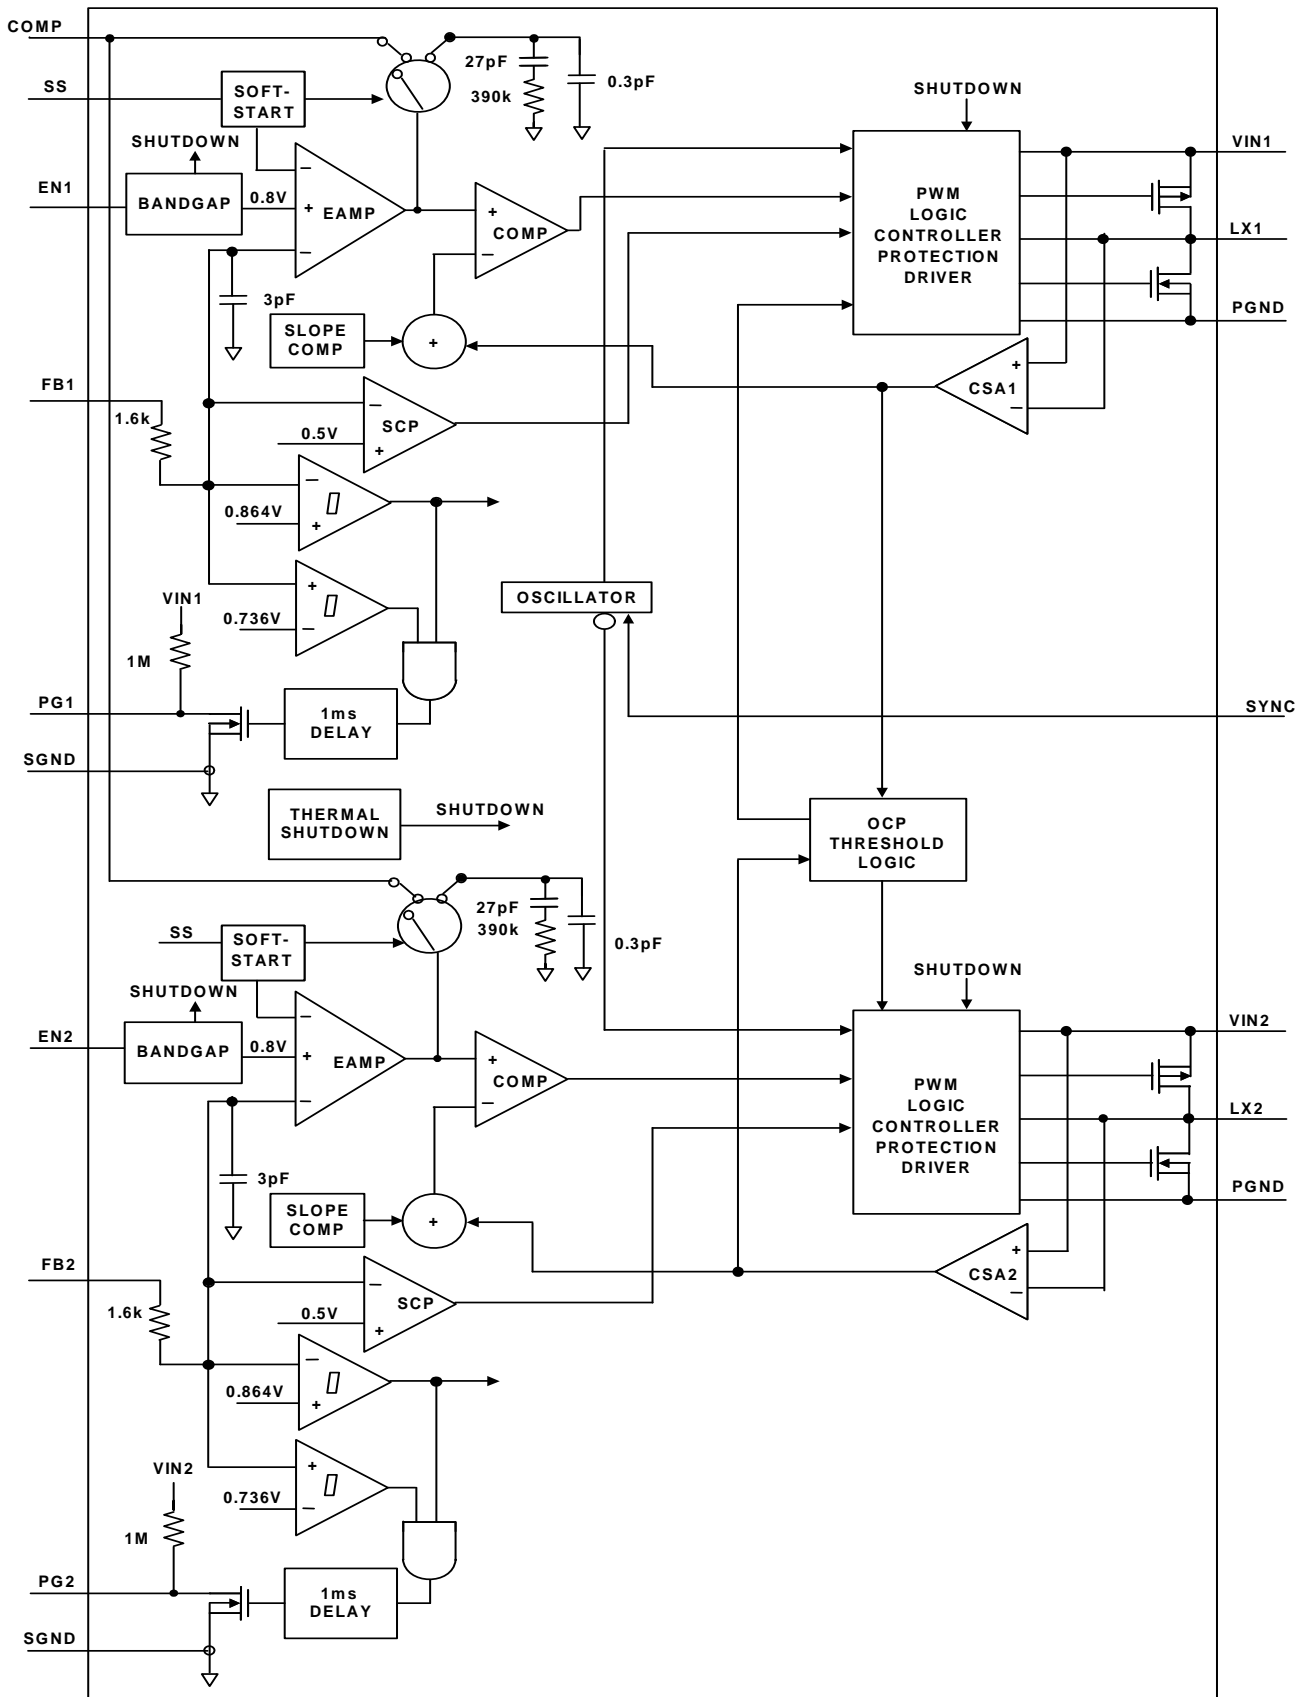 COMP
SS
SOFT-
START
27pF
390k
0.3pF
SHUTDOWN
SHUTDOWN
EN1
BANDGAP
0.8V
−
+
−
EAMP
+
−
COMP
PWM
LOGIC
CONTROLLER
PROTECTION
DRIVER
VIN1
LX1
PGND
3pF
SLOPE
COMP
+
+
−
CSA1
FB1
1.6k
−
+
SCP
0.5V
−
+
0.864V
+
−
0.736V
VIN1
1M
OSCILLATOR
PG1
1ms
DELAY
SYNC
SGND
THERMAL
SHUTDOWN
SHUTDOWN
OCP
THRESHOLD
LOGIC
SS
SOFT-
START
27pF
390k
0.3pF
SHUTDOWN
SHUTDOWN
EN2
BANDGAP
0.8V
−
+
−
EAMP
+
−
COMP
PWM
LOGIC
CONTROLLER
PROTECTION
DRIVER
VIN2
LX2
PGND
3pF
SLOPE
COMP
+
+
−
CSA2
FB2
1.6k
−
+
SCP
0.5V
−
+
0.864V
+
−
0.736V
VIN2
1M
PG2
1ms
DELAY
SGND